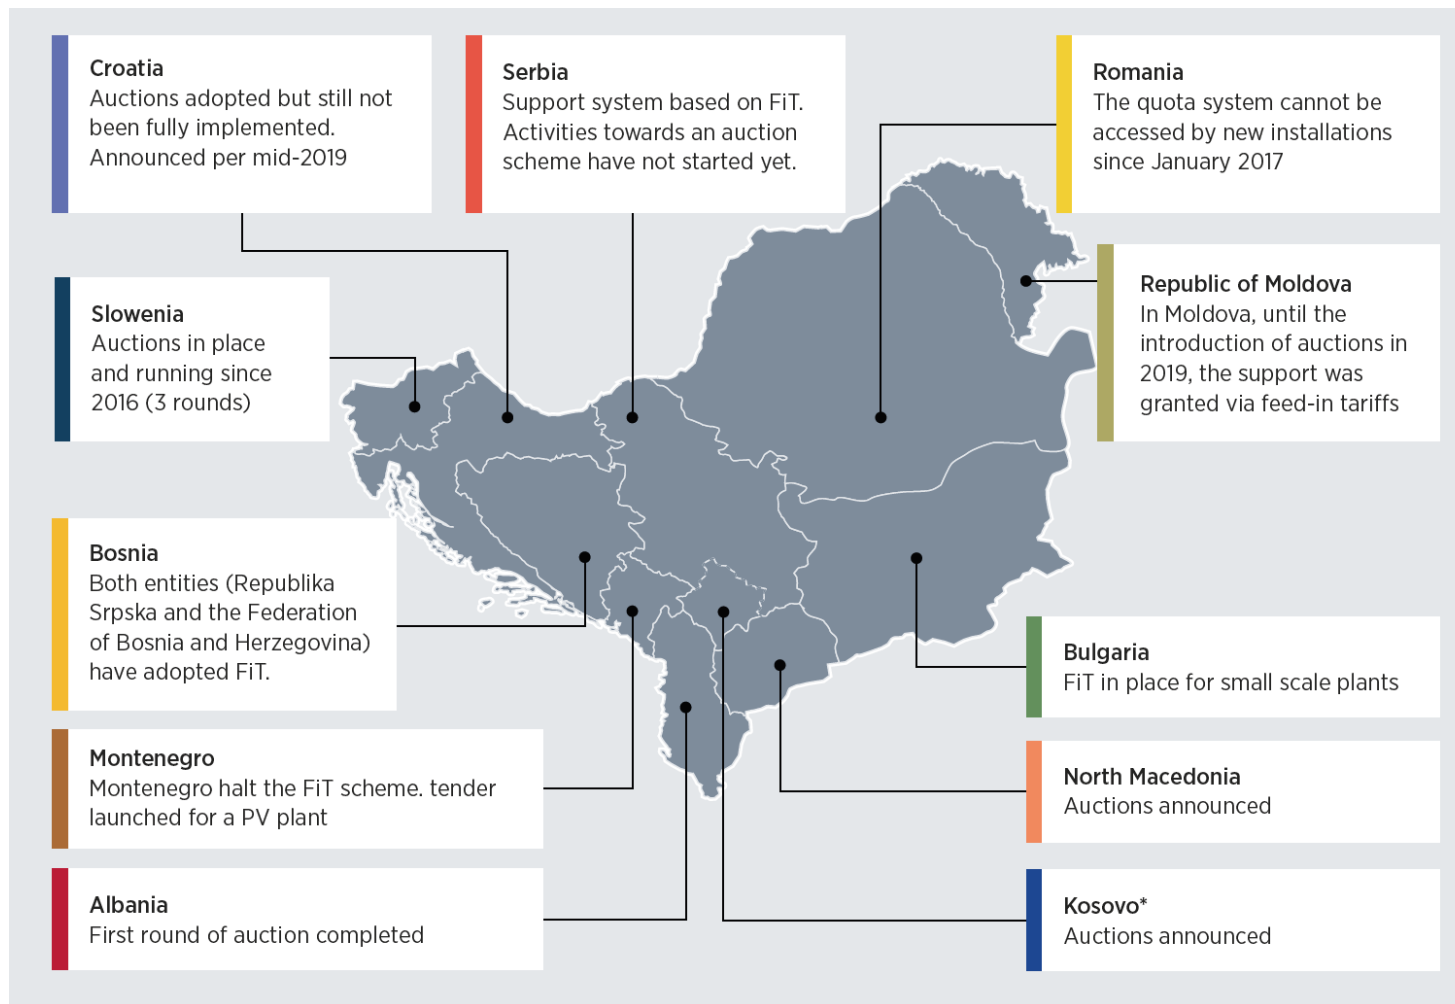 Croatia
Auctions adopted but still not
been fully implemented.
Announced per mid-2019
Serbia
Support system based on FiT.
Activities towards an auction
scheme have not started yet.
Romania
The quota system cannot be
accessed by new installations
since January 2017
Slowenia
Auctions in place
and running since
2016 (3 rounds)
Republic of Moldova
In Moldova, until the
introduction of auctions in
2019, the support was
granted via feed-in tariffs
Bosnia
Both entities (Republika
Srpska and the Federation
of Bosnia and Herzegovina)
have adopted FiT.
Bulgaria
FiT in place for small scale plants
Montenegro
Montenegro halt the FiT scheme. tender
launched for a PV plant
North Macedonia
Auctions announced
Albania
First round of auction completed
Kosovo*
Auctions announced